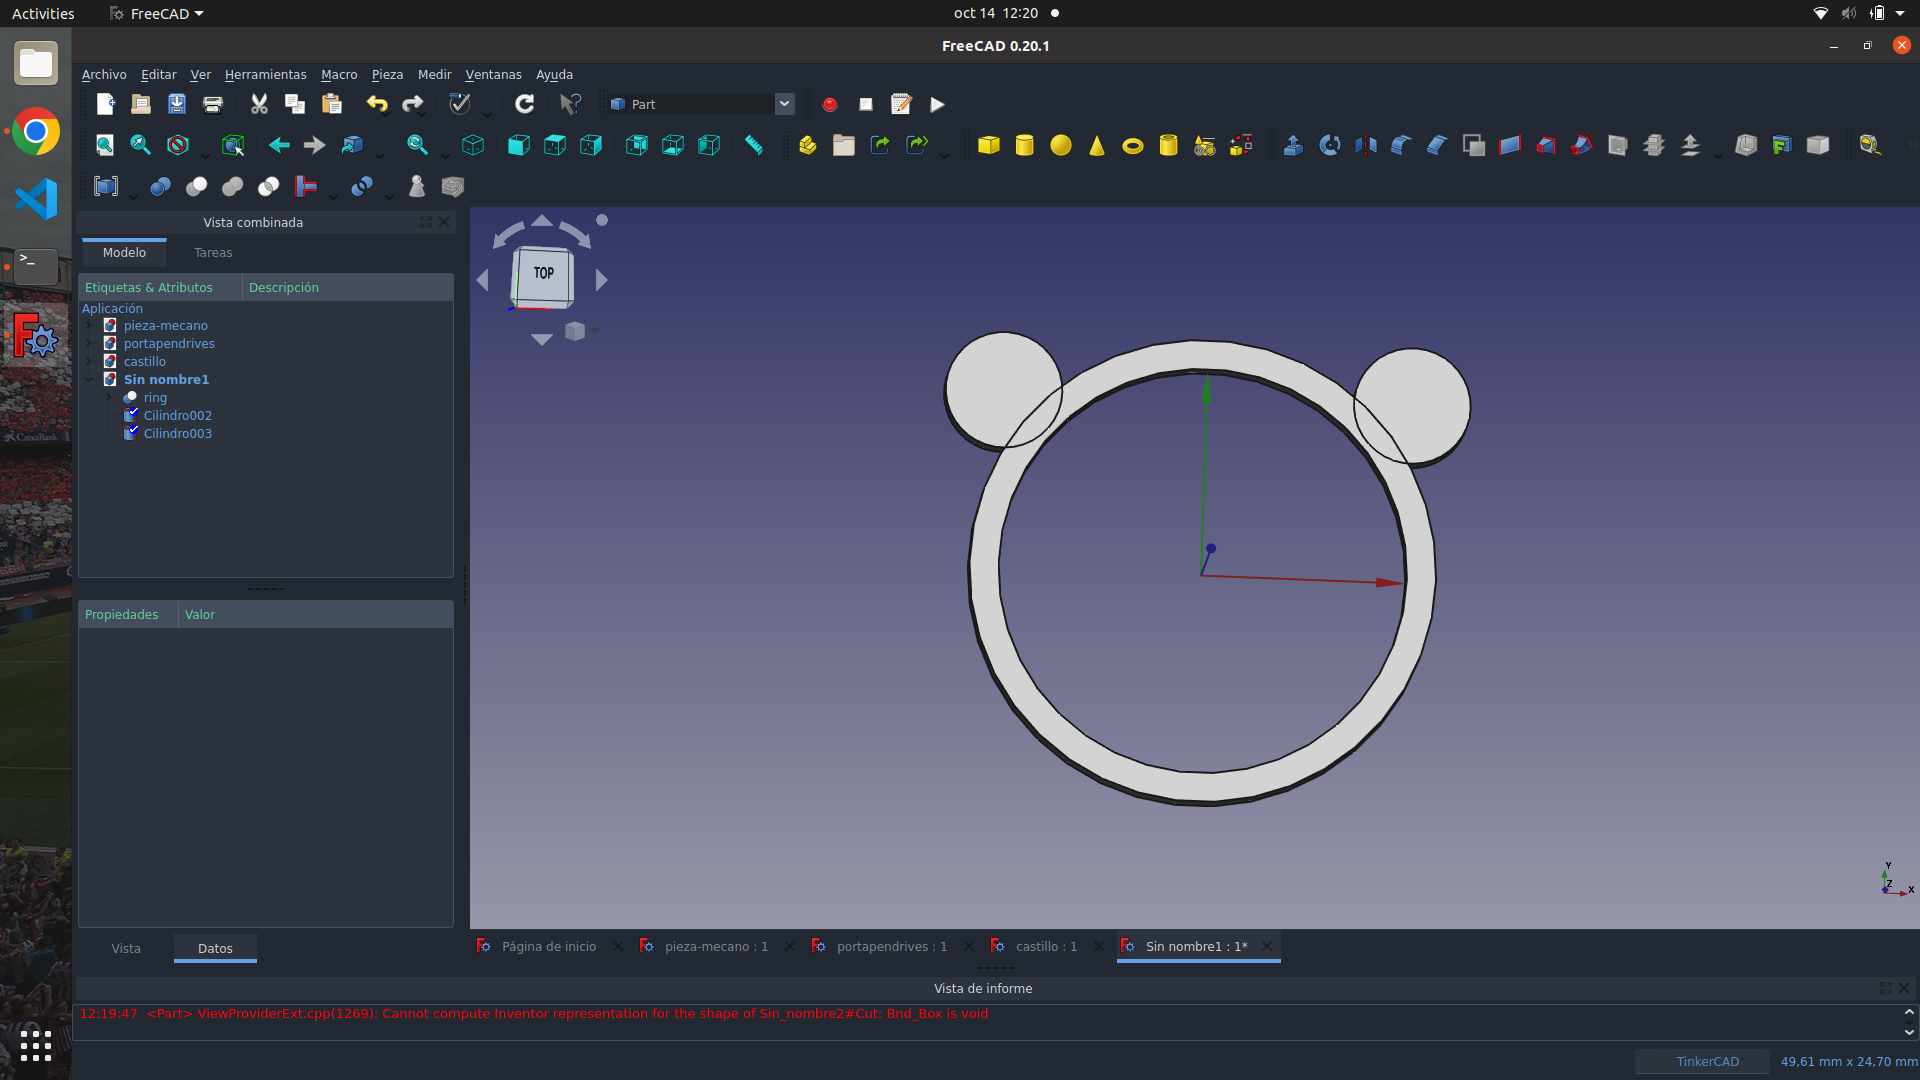 Activities
FreeCAD
oct 14 12:20
FreeCAD 0.20.1
Archivo Editar Ver Herramientas Macro Pieza Medir Ventanas Ayuda
Part
Vista combinada
Modelo Tareas
Etiquetas & Atributos Descripción
Aplicación
pieza-mecano
portapendrives
castillo
Sin nombre1
ring
Cilindro002
Cilindro003
TOP
Propiedades Valor
Y
Z
X
Vista Datos
Página de inicio
pieza-mecano : 1
portapendrives : 1
castillo : 1
Sin nombre1 : 1*
Vista de informe
12:19:47 <Part> ViewProviderExt.cpp(1269): Cannot compute Inventor representation for the shape of Sin_nombre2#Cut: Bnd_Box is void
TinkerCAD
49,61 mm x 24,70 mm
CaixaBank